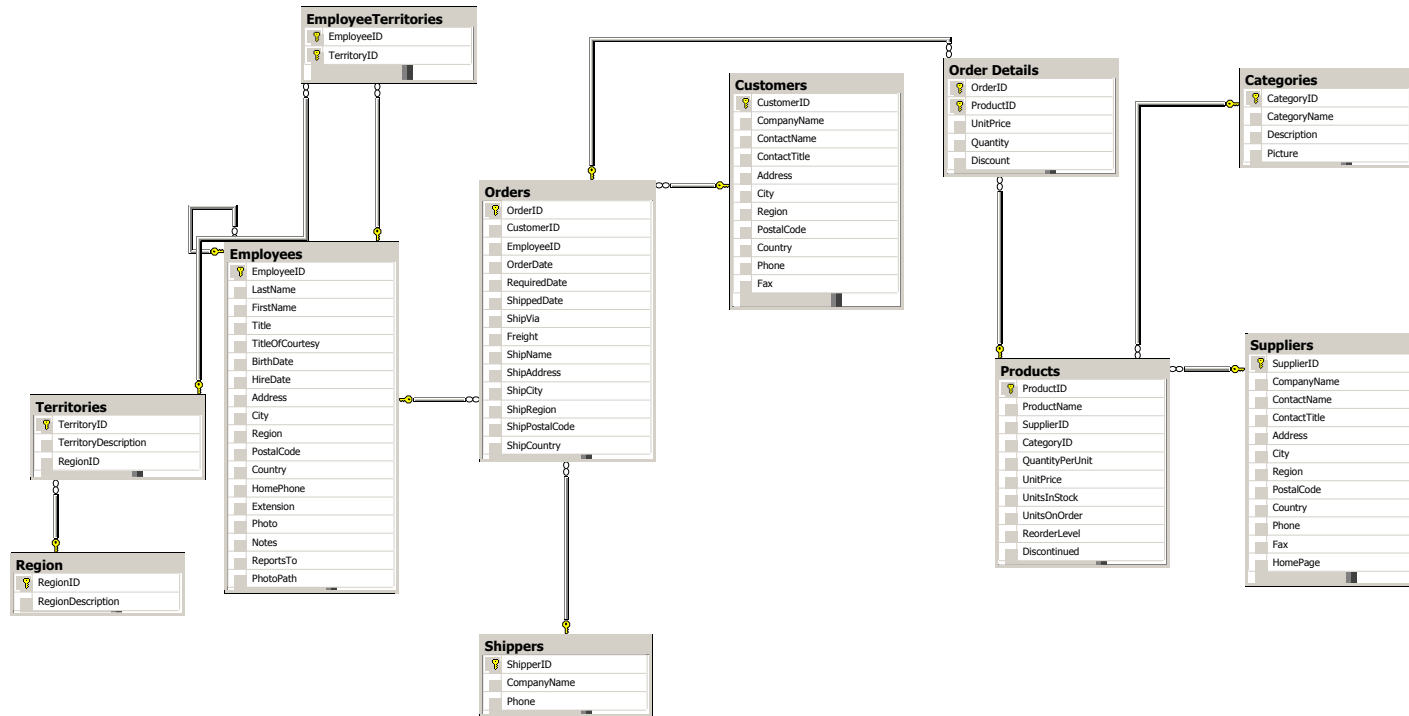 EmployeeTerritories
EmployeeID
TerritoryID
Order Details
OrderID
ProductID
UnitPrice
Quantity
Discount
Categories
CategoryID
CategoryName
Description
Picture
Customers
CustomerID
CompanyName
ContactName
ContactTitle
Address
City
Region
PostalCode
Country
Phone
Fax
Orders
OrderID
CustomerID
EmployeeID
OrderDate
RequiredDate
ShippedDate
ShipVia
Freight
ShipName
ShipAddress
ShipCity
ShipRegion
ShipPostalCode
ShipCountry
Employees
EmployeeID
LastName
FirstName
Title
TitleOfCourtesy
BirthDate
HireDate
Address
City
Region
PostalCode
Country
HomePhone
Extension
Photo
Notes
ReportsTo
PhotoPath
Suppliers
SupplierID
CompanyName
ContactName
ContactTitle
Address
City
Region
PostalCode
Country
Phone
Fax
HomePage
Products
ProductID
ProductName
SupplierID
CategoryID
QuantityPerUnit
UnitPrice
UnitsInStock
UnitsOnOrder
ReorderLevel
Discontinued
Territories
TerritoryID
TerritoryDescription
RegionID
Region
RegionID
RegionDescription
Shippers
ShipperID
CompanyName
Phone